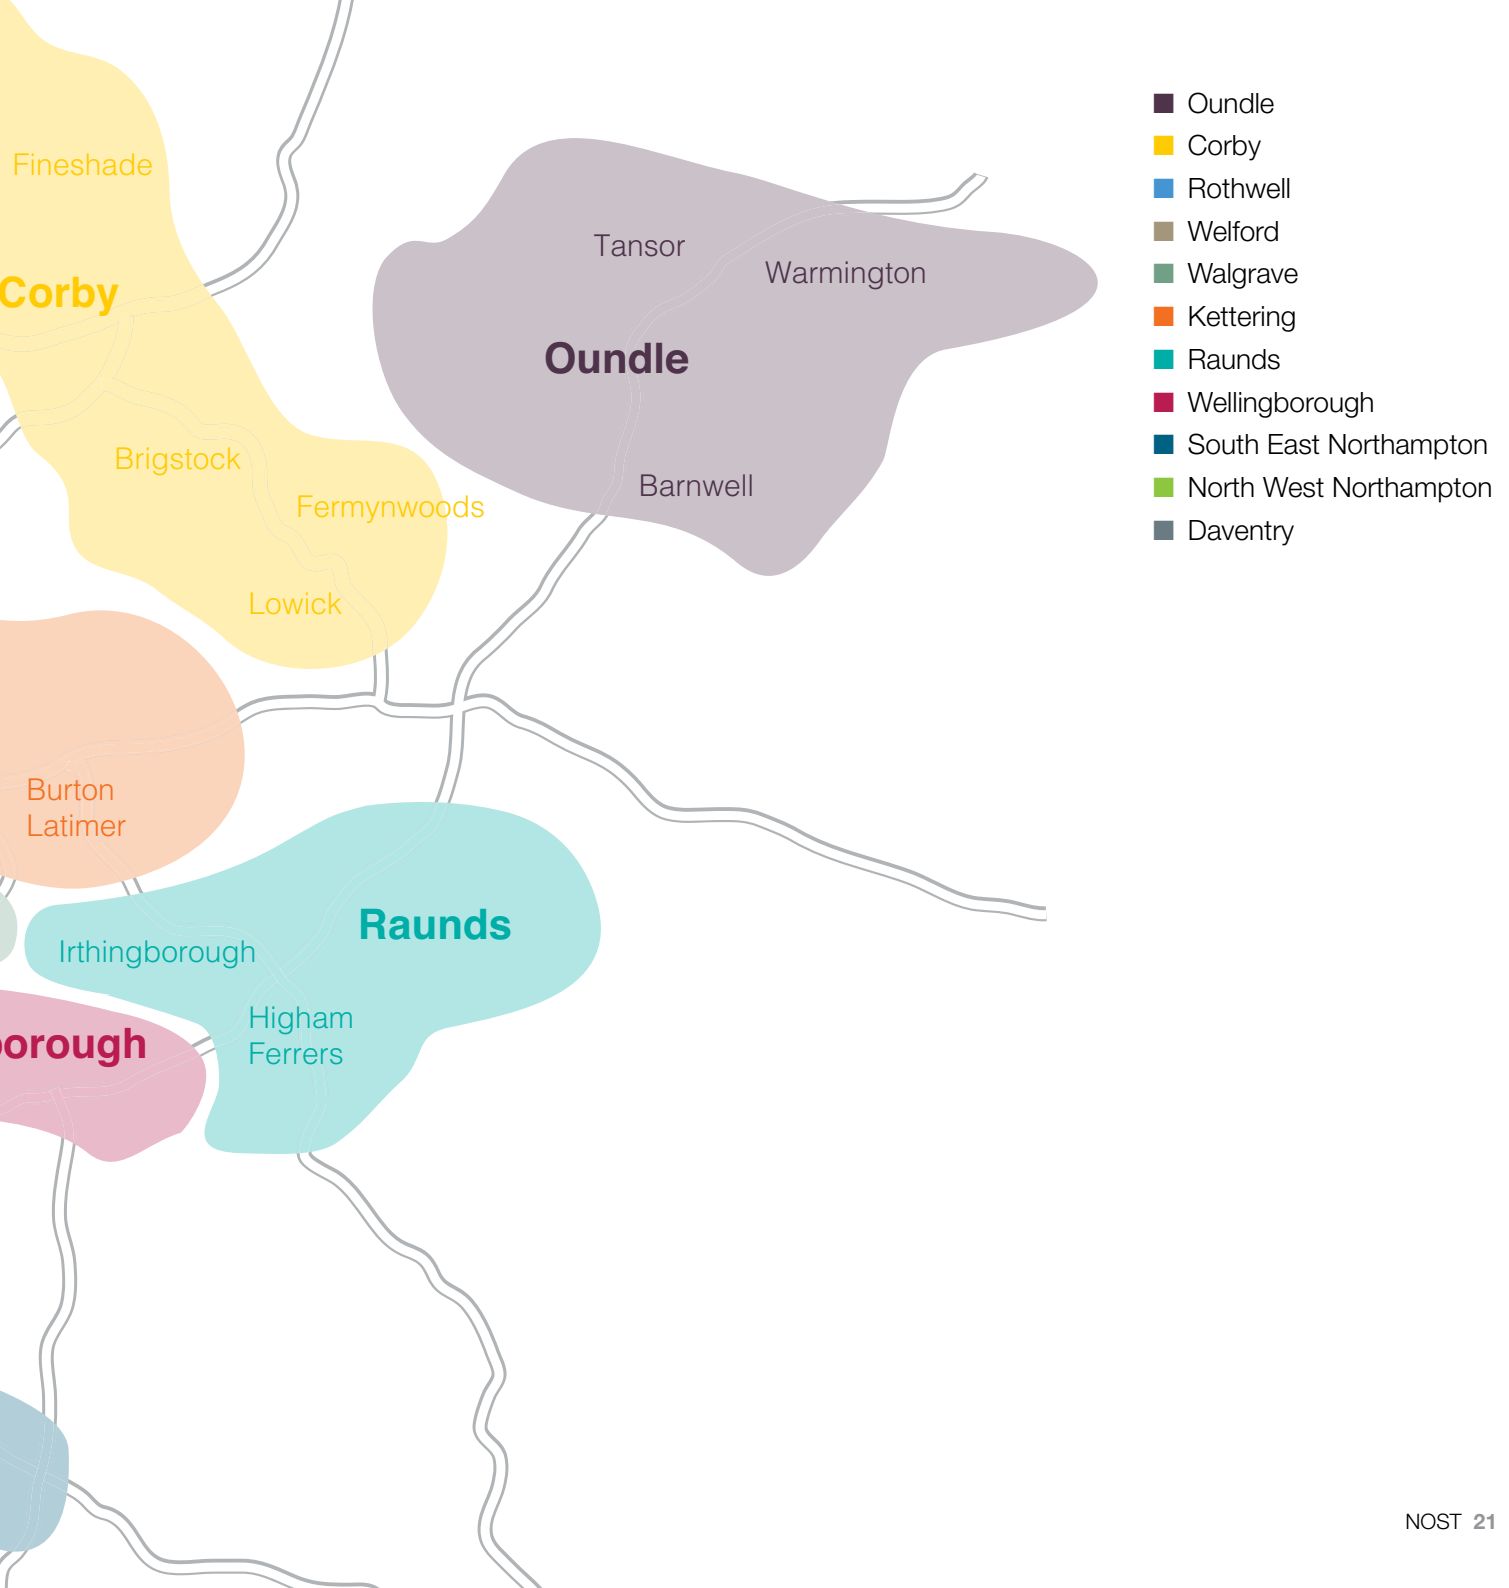 Fineshade
Corby
Tansor
Warmington
Oundle
Brigstock
Fermynwoods
Barnwell
Lowick
Burton
Latimer
Raunds
Irthingborough
Higham
Ferrers
borough
Oundle
Corby
Rothwell
Welford
Walgrave
Kettering
Raunds
Wellingborough
South East Northampton
North West Northampton
Daventry
NOST 21